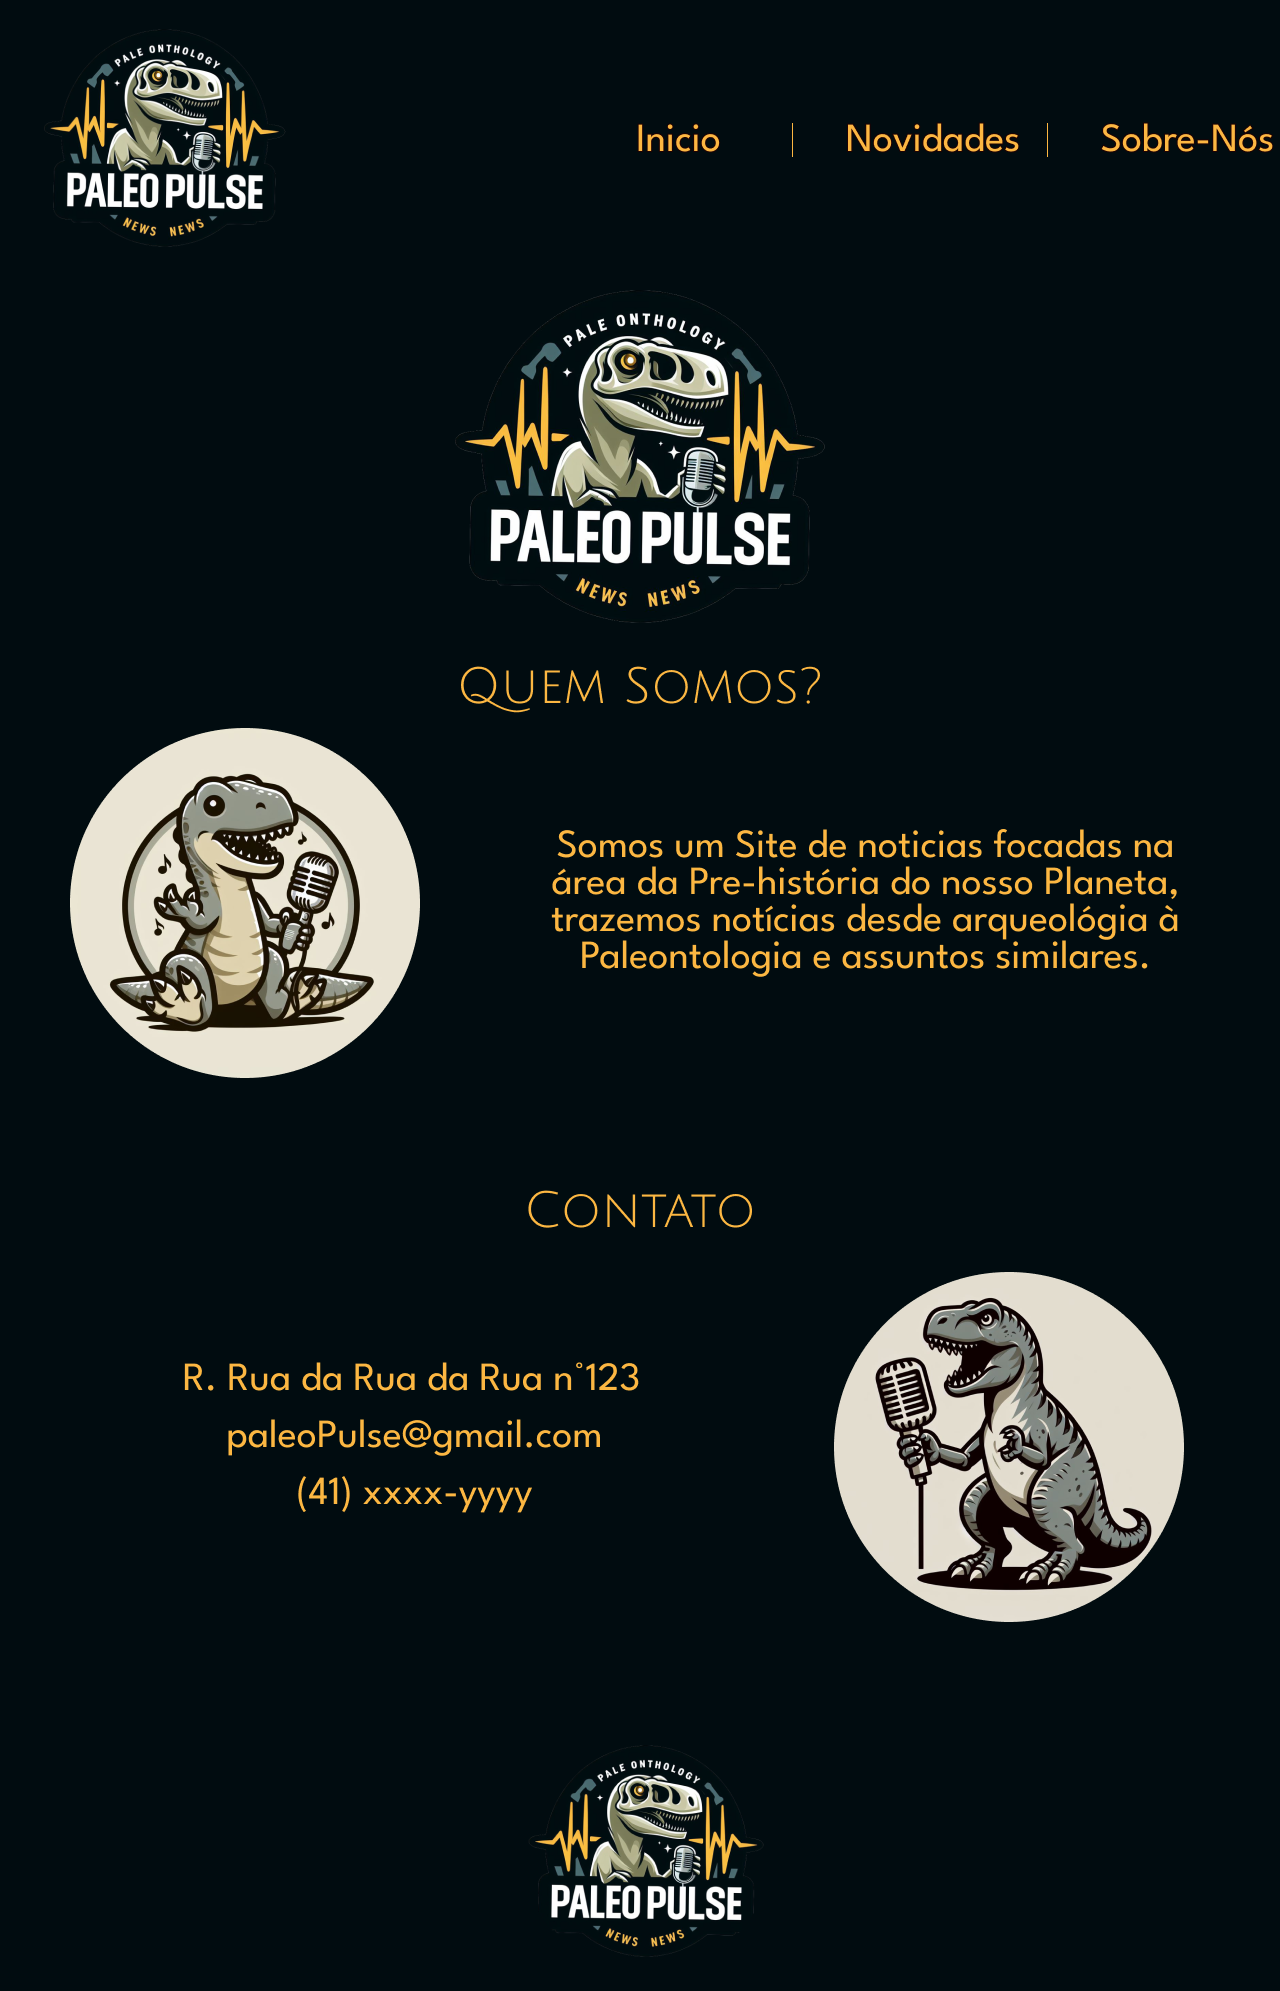 PALE ONTHOLOGY
PALEO PULSE
NEWS NEWS
Inicio
Novidades
Sobre-Nós
PALE ONTHOLOGY
PALEO PULSE
NEWS NEWS
Quem Somos?
Somos um Site de noticias focadas na
área da Pre-história do nosso Planeta,
trazemos notícias desde arqueológia à
Paleontologia e assuntos similares.
Contato
R. Rua da Rua da Rua n°123
paleoPulse@gmail.com
(41) xxxx-yyyy
PALE ONTHOLOGY
PALEO PULSE
NEWS NEWS